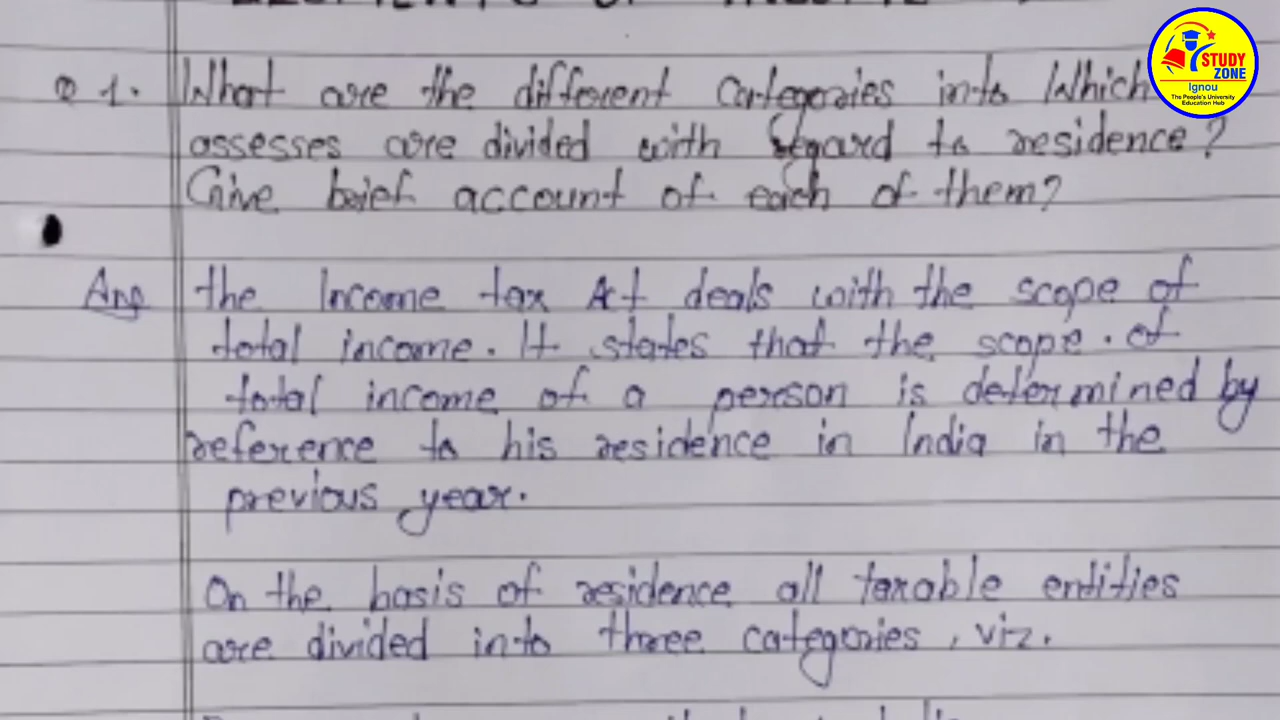 Q 1. What are the different categories into which
assesses are divided with regard to residence?
Give brief account of each of them?
Ans the Income tax Act deals with the scope of
total income. It states that the scope. of
total income of a person is determined by
reference to his residence in India in the
previous year.
On the basis of residence all taxable entities
are divided into three categories, viz.
STUDY
ZONE
Ignou
The People's University
Education Hub